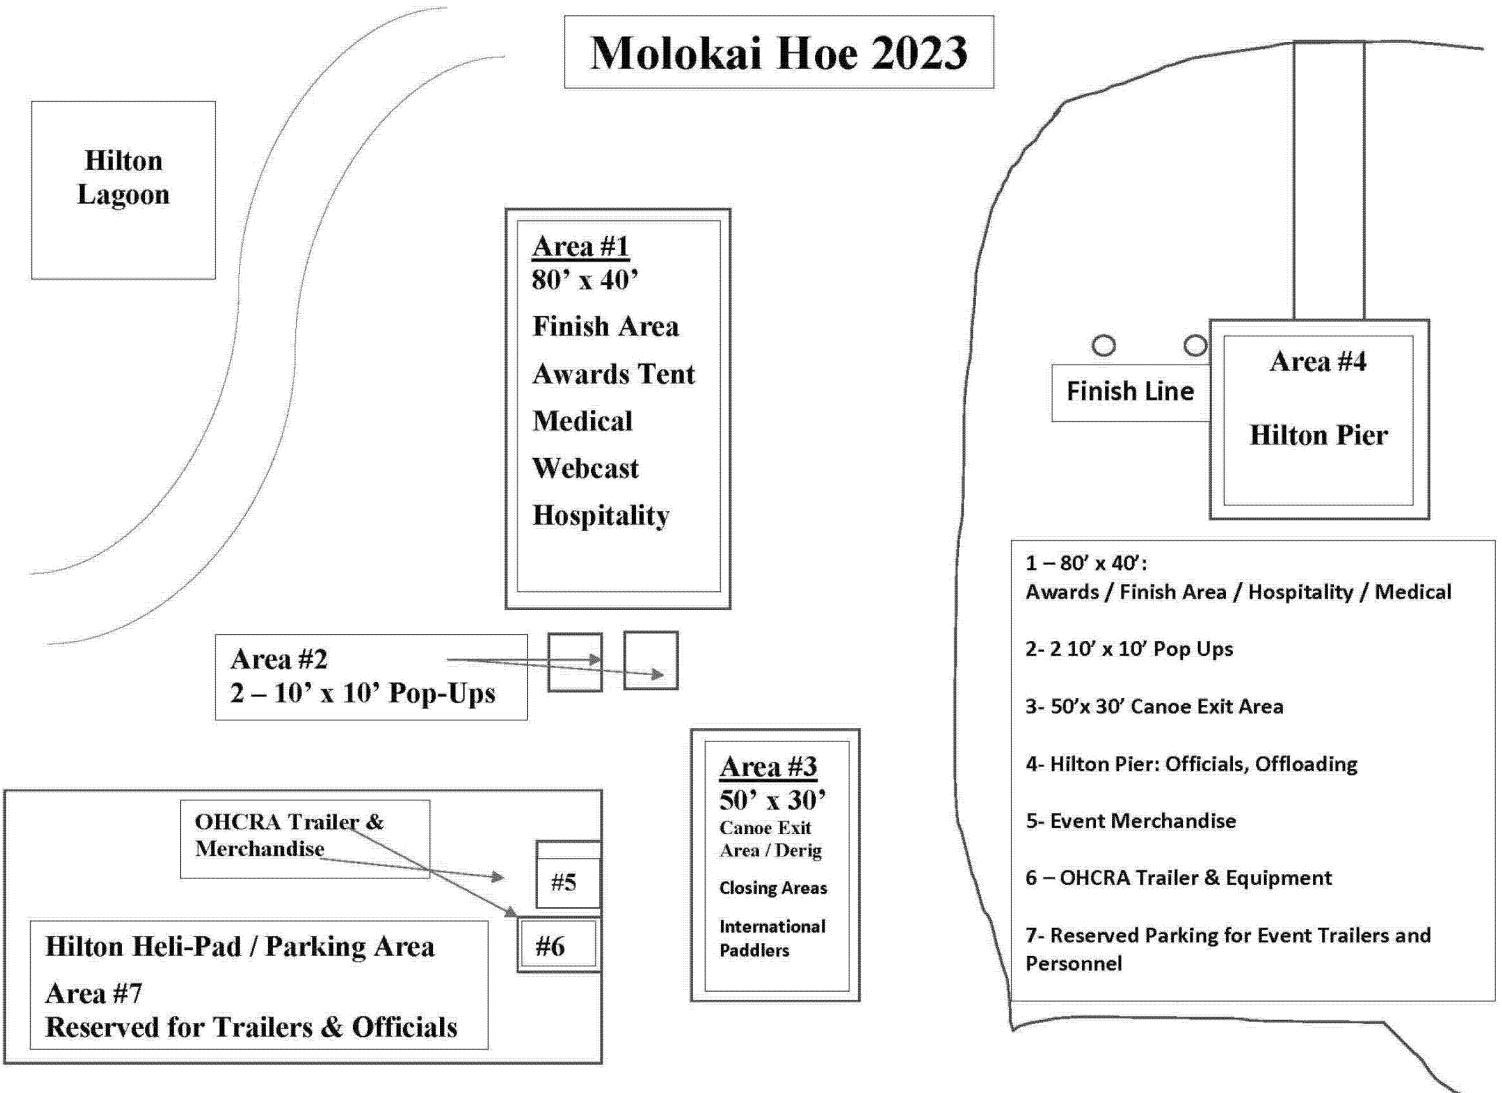 Molokai Hoe 2023
Hilton
Lagoon
Area #1
80’ x 40’
Finish Area
Awards Tent
Medical
Webcast
Hospitality
Area #4
Hilton Pier
Finish Line
Area #2
2 – 10’ x 10’ Pop-Ups
Area #3
50’ x 30’
Canoe Exit
Area / Derig
Closing Areas
International
Paddlers
OHCRA Trailer &
Merchandise
#5
#6
Hilton Heli-Pad / Parking Area
Area #7
Reserved for Trailers & Officials
1 – 80’ x 40’:
Awards / Finish Area / Hospitality / Medical
2- 2 10’ x 10’ Pop Ups
3- 50’x 30’ Canoe Exit Area
4- Hilton Pier: Officials, Offloading
5- Event Merchandise
6 – OHCRA Trailer & Equipment
7- Reserved Parking for Event Trailers and
Personnel